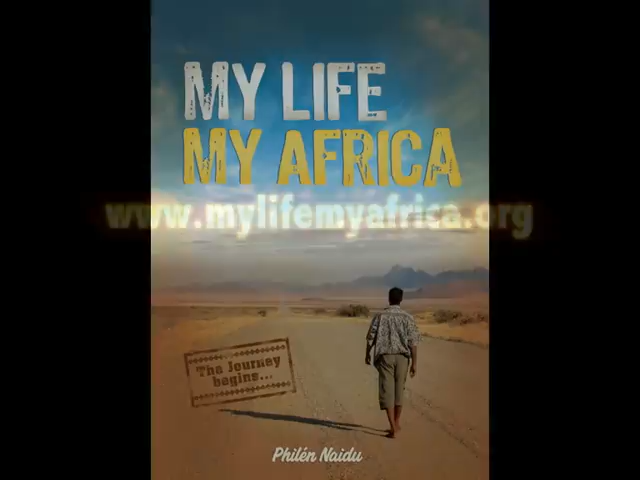 MY LIFE
MY AFRICA
www.mylifemyafrica.org
The Journey
begins...
Philén Naidu